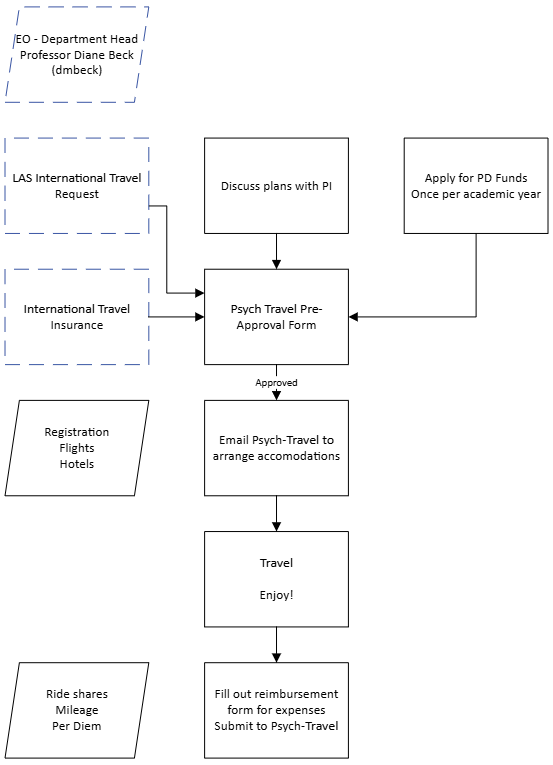 EO - Department Head
Professor Diane Beck
(dmbeck)
LAS International Travel
Request
Discuss plans with PI
Apply for PD Funds
Once per academic year
International Travel
Insurance
Psych Travel Pre-
Approval Form
Approved
Registration
Flights
Hotels
Email Psych-Travel to
arrange accomodations
Travel
Enjoy!
Ride shares
Mileage
Per Diem
Fill out reimbursement
form for expenses
Submit to Psych-Travel